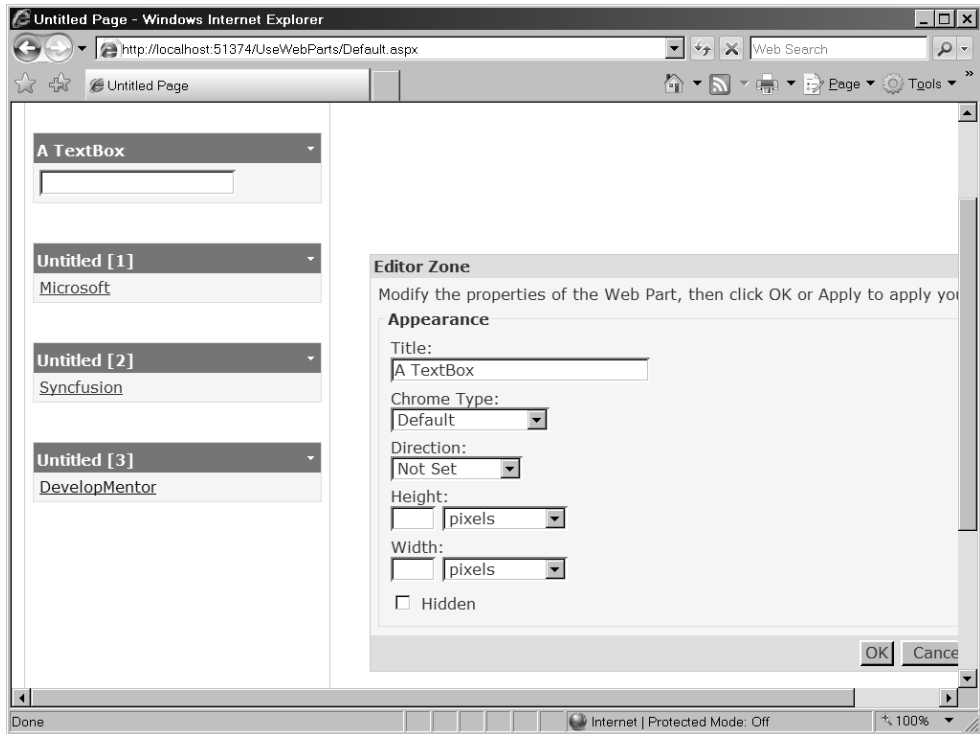 Untitled Page - Windows Internet Explorer
http://localhost:51374/UseWebParts/Default.aspx
Web Search
Untitled Page
Page
Tools
»
A TextBox
Untitled [1]
Microsoft
Untitled [2]
Syncfusion
Untitled [3]
DevelopMentor
Editor Zone
Modify the properties of the Web Part, then click OK or Apply to apply you
Appearance
Title:
A TextBox
Chrome Type:
Default
Direction:
Not Set
Height:
pixels
Width:
pixels
Hidden
OK
Cance
Done
Internet | Protected Mode: Off
100%